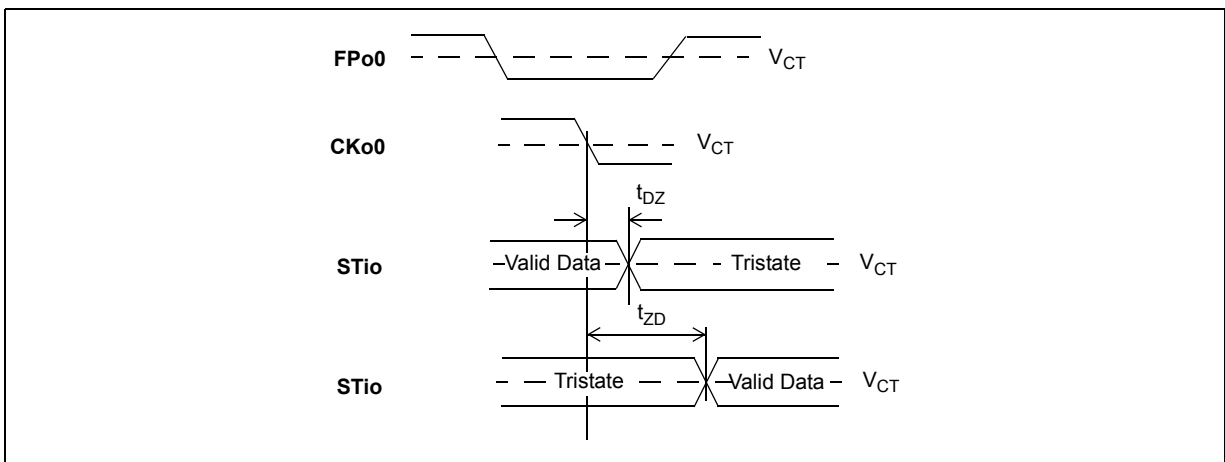 FPo0
V_CT
CKo0
V_CT
t_DZ
STio
Valid Data
Tristate
V_CT
t_ZD
STio
Tristate
Valid Data
V_CT